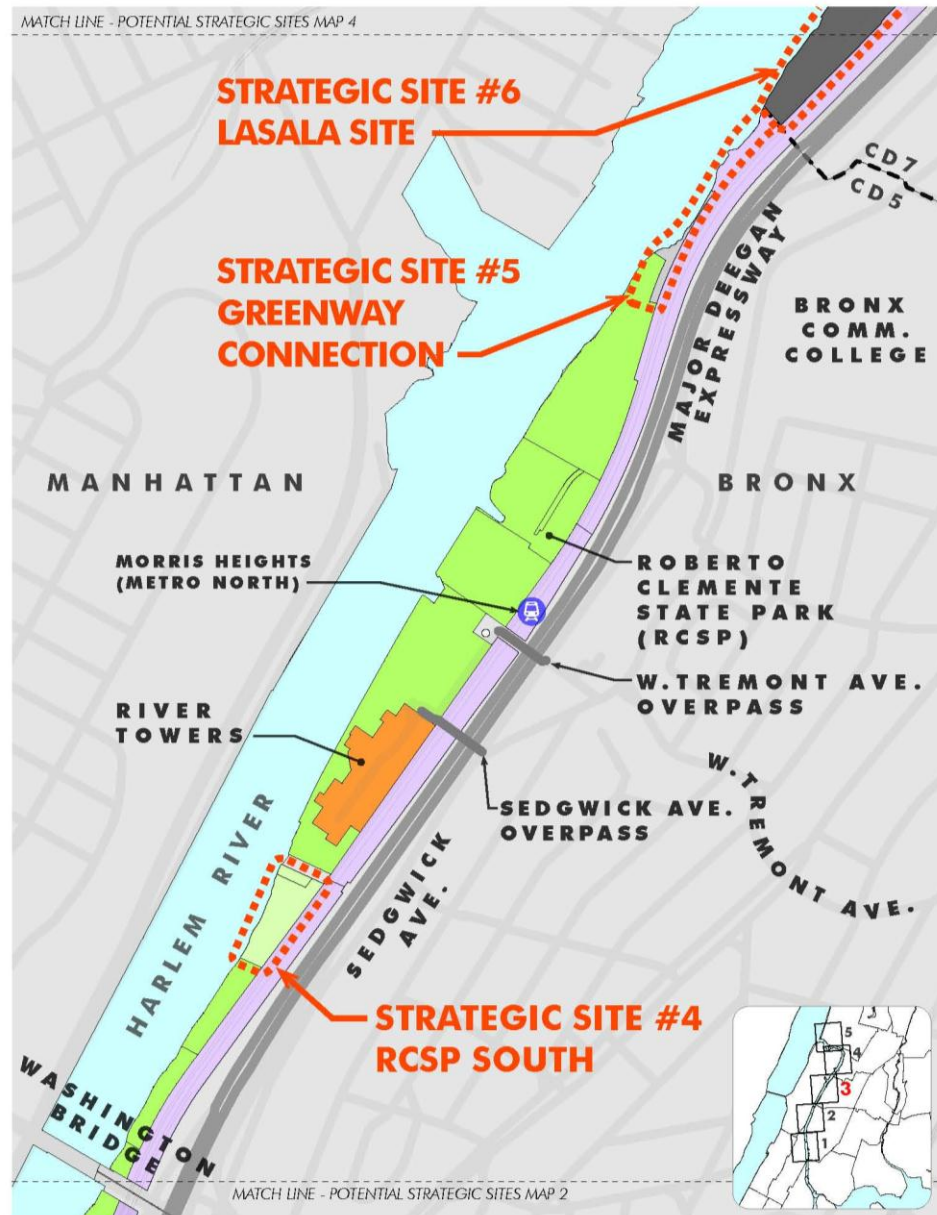 MATCH LINE - POTENTIAL STRATEGIC SITES MAP 4
STRATEGIC SITE #6
LASALA SITE
CD7
CD5
STRATEGIC SITE #5
GREENWAY
CONNECTION
MAJOR DEEGAN
EXPRESSWAY
BRONX
COMM.
COLLEGE
MANHATTAN
BRONX
MORRIS HEIGHTS
(METRO NORTH)
ROBERTO
CLEMENTE
STATE PARK
(RCSP)
W.TREMONT AVE.
OVERPASS
RIVER
TOWERS
W.TREMONT AVE.
SEDGWICK AVE.
OVERPASS
HARLEM RIVER
SEDGWICK
AVE.
STRATEGIC SITE #4
RCSP SOUTH
WASHINGTON
BRIDGE
5
4
3
2
1
MATCH LINE - POTENTIAL STRATEGIC SITES MAP 2